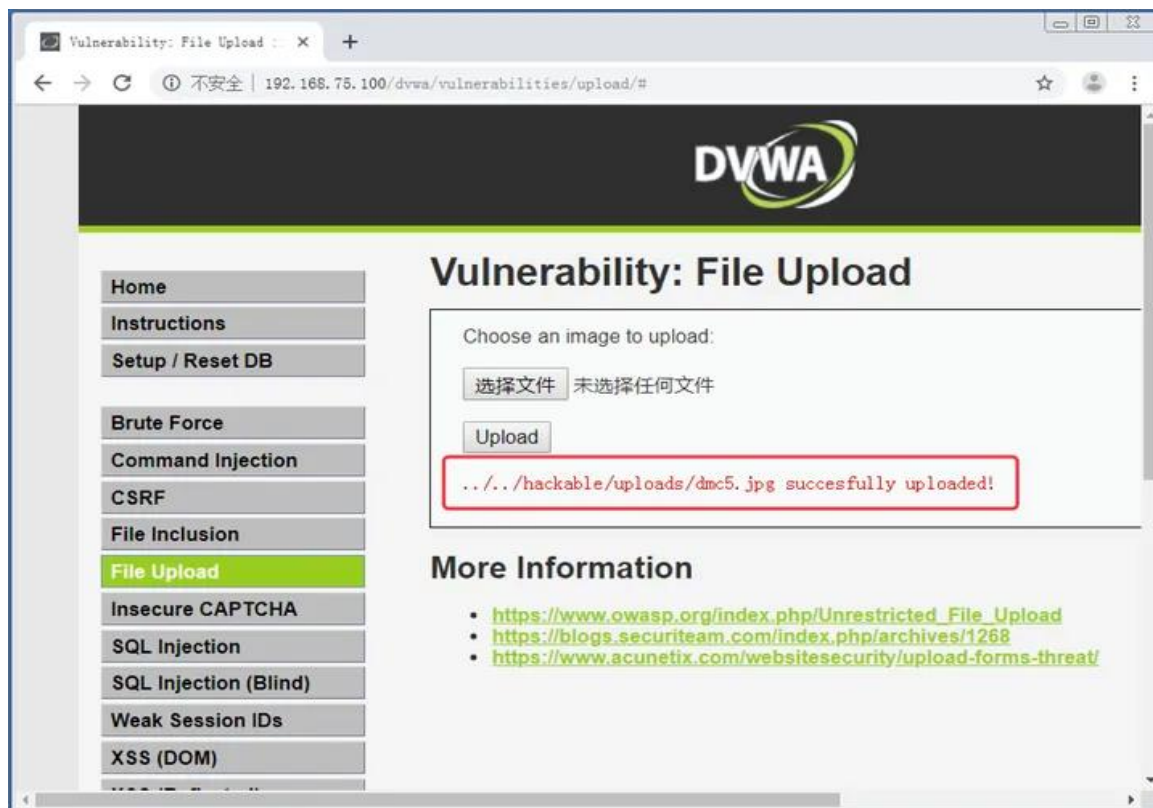 Vulnerability: File Upload :
不安全 | 192.168.75.100/dvwa/vulnerabilities/upload/#
DVWA
Home
Instructions
Setup / Reset DB
Brute Force
Command Injection
CSRF
File Inclusion
File Upload
Insecure CAPTCHA
SQL Injection
SQL Injection (Blind)
Weak Session IDs
XSS (DOM)
Vulnerability: File Upload
Choose an image to upload:
选择文件 未选择任何文件
Upload
../../hackable/uploads/dmc5.jpg succesfully uploaded!
More Information
https://www.owasp.org/index.php/Unrestricted_File_Upload
https://blogs.securiteam.com/index.php/archives/1268
https://www.acunetix.com/websitesecurity/upload-forms-threat/